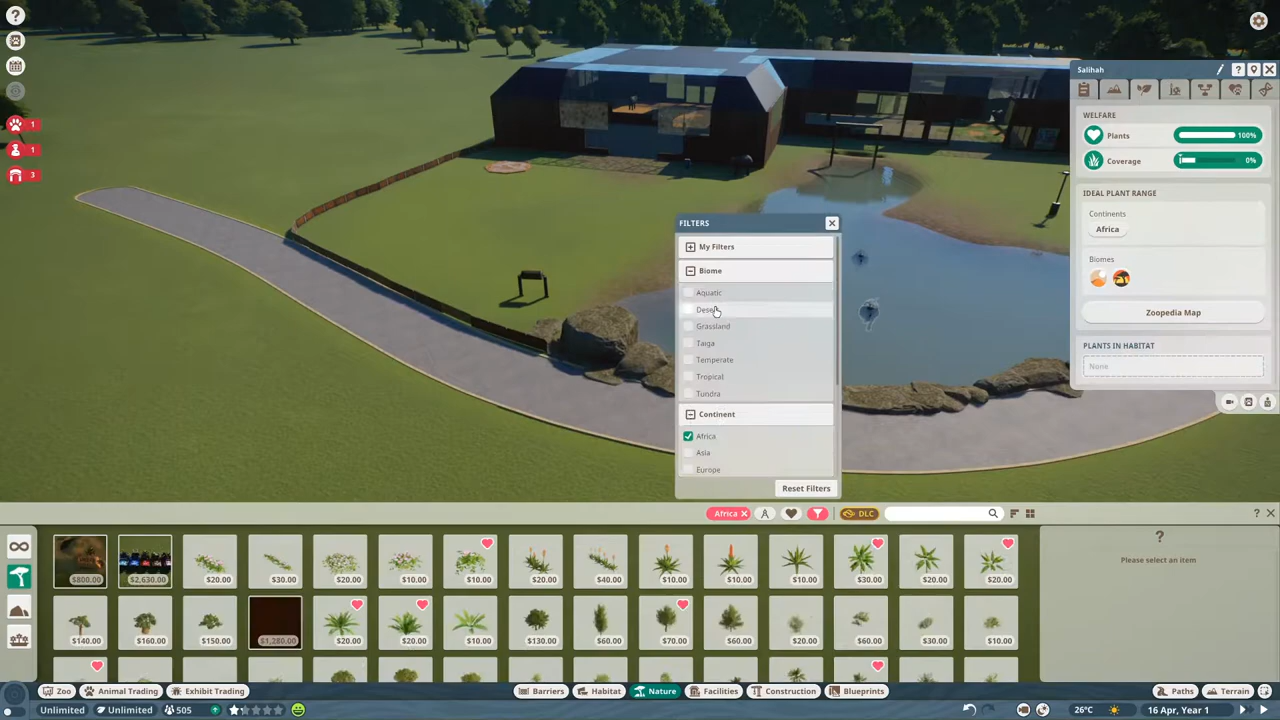 Salihah
WELFARE
Plants 100%
Coverage 0%
IDEAL PLANT RANGE
Continents
Africa
Biomes
Zoopedia Map
PLANTS IN HABITAT
None
1
1
3
FILTERS
My Filters
Biome
Aquatic
Desert
Grassland
Taiga
Temperate
Tropical
Tundra
Continent
Africa
Asia
Europe
Reset Filters
Africa DLC
$800.00 $2,630.00 $20.00 $30.00 $20.00 $10.00 $10.00 $20.00 $40.00 $10.00 $10.00 $10.00 $30.00 $20.00 $20.00
$140.00 $160.00 $150.00 $1,280.00 $20.00 $20.00 $10.00 $130.00 $60.00 $70.00 $60.00 $20.00 $60.00 $30.00 $10.00
?
Please select an item
Zoo Animal Trading Exhibit Trading Barriers Habitat Nature Facilities Construction Blueprints Paths Terrain
Unlimited Unlimited 505 26°C 16 Apr, Year 1